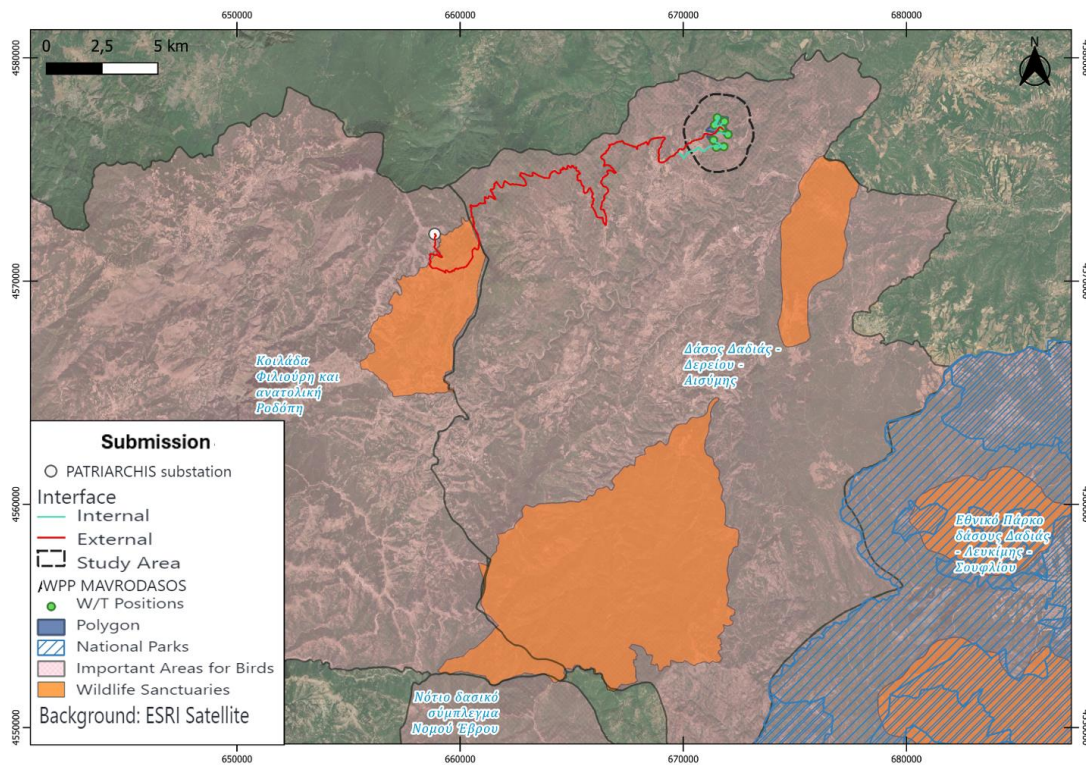 650000 660000 670000 680000
0 2,5 5 km
N
4580000
4570000
4560000
4550000
Κοιλάδα
Φιλιούρη και
ανατολική
Ροδόπη
Δάσος Δαδιάς -
Δερείου -
Αισύμης
Εθνικό Πάρκο
δάσους Δαδιάς
- Λευκίμης -
Σουφλίου
Νότιο δασικό
σύμπλεγμα
Νομού Έβρου
Submission
PATRIARCHIS substation
Interface
Internal
External
Study Area
WPP MAVRODASOS
W/T Positions
Polygon
National Parks
Important Areas for Birds
Wildlife Sanctuaries
Background: ESRI Satellite
650000 660000 670000 680000